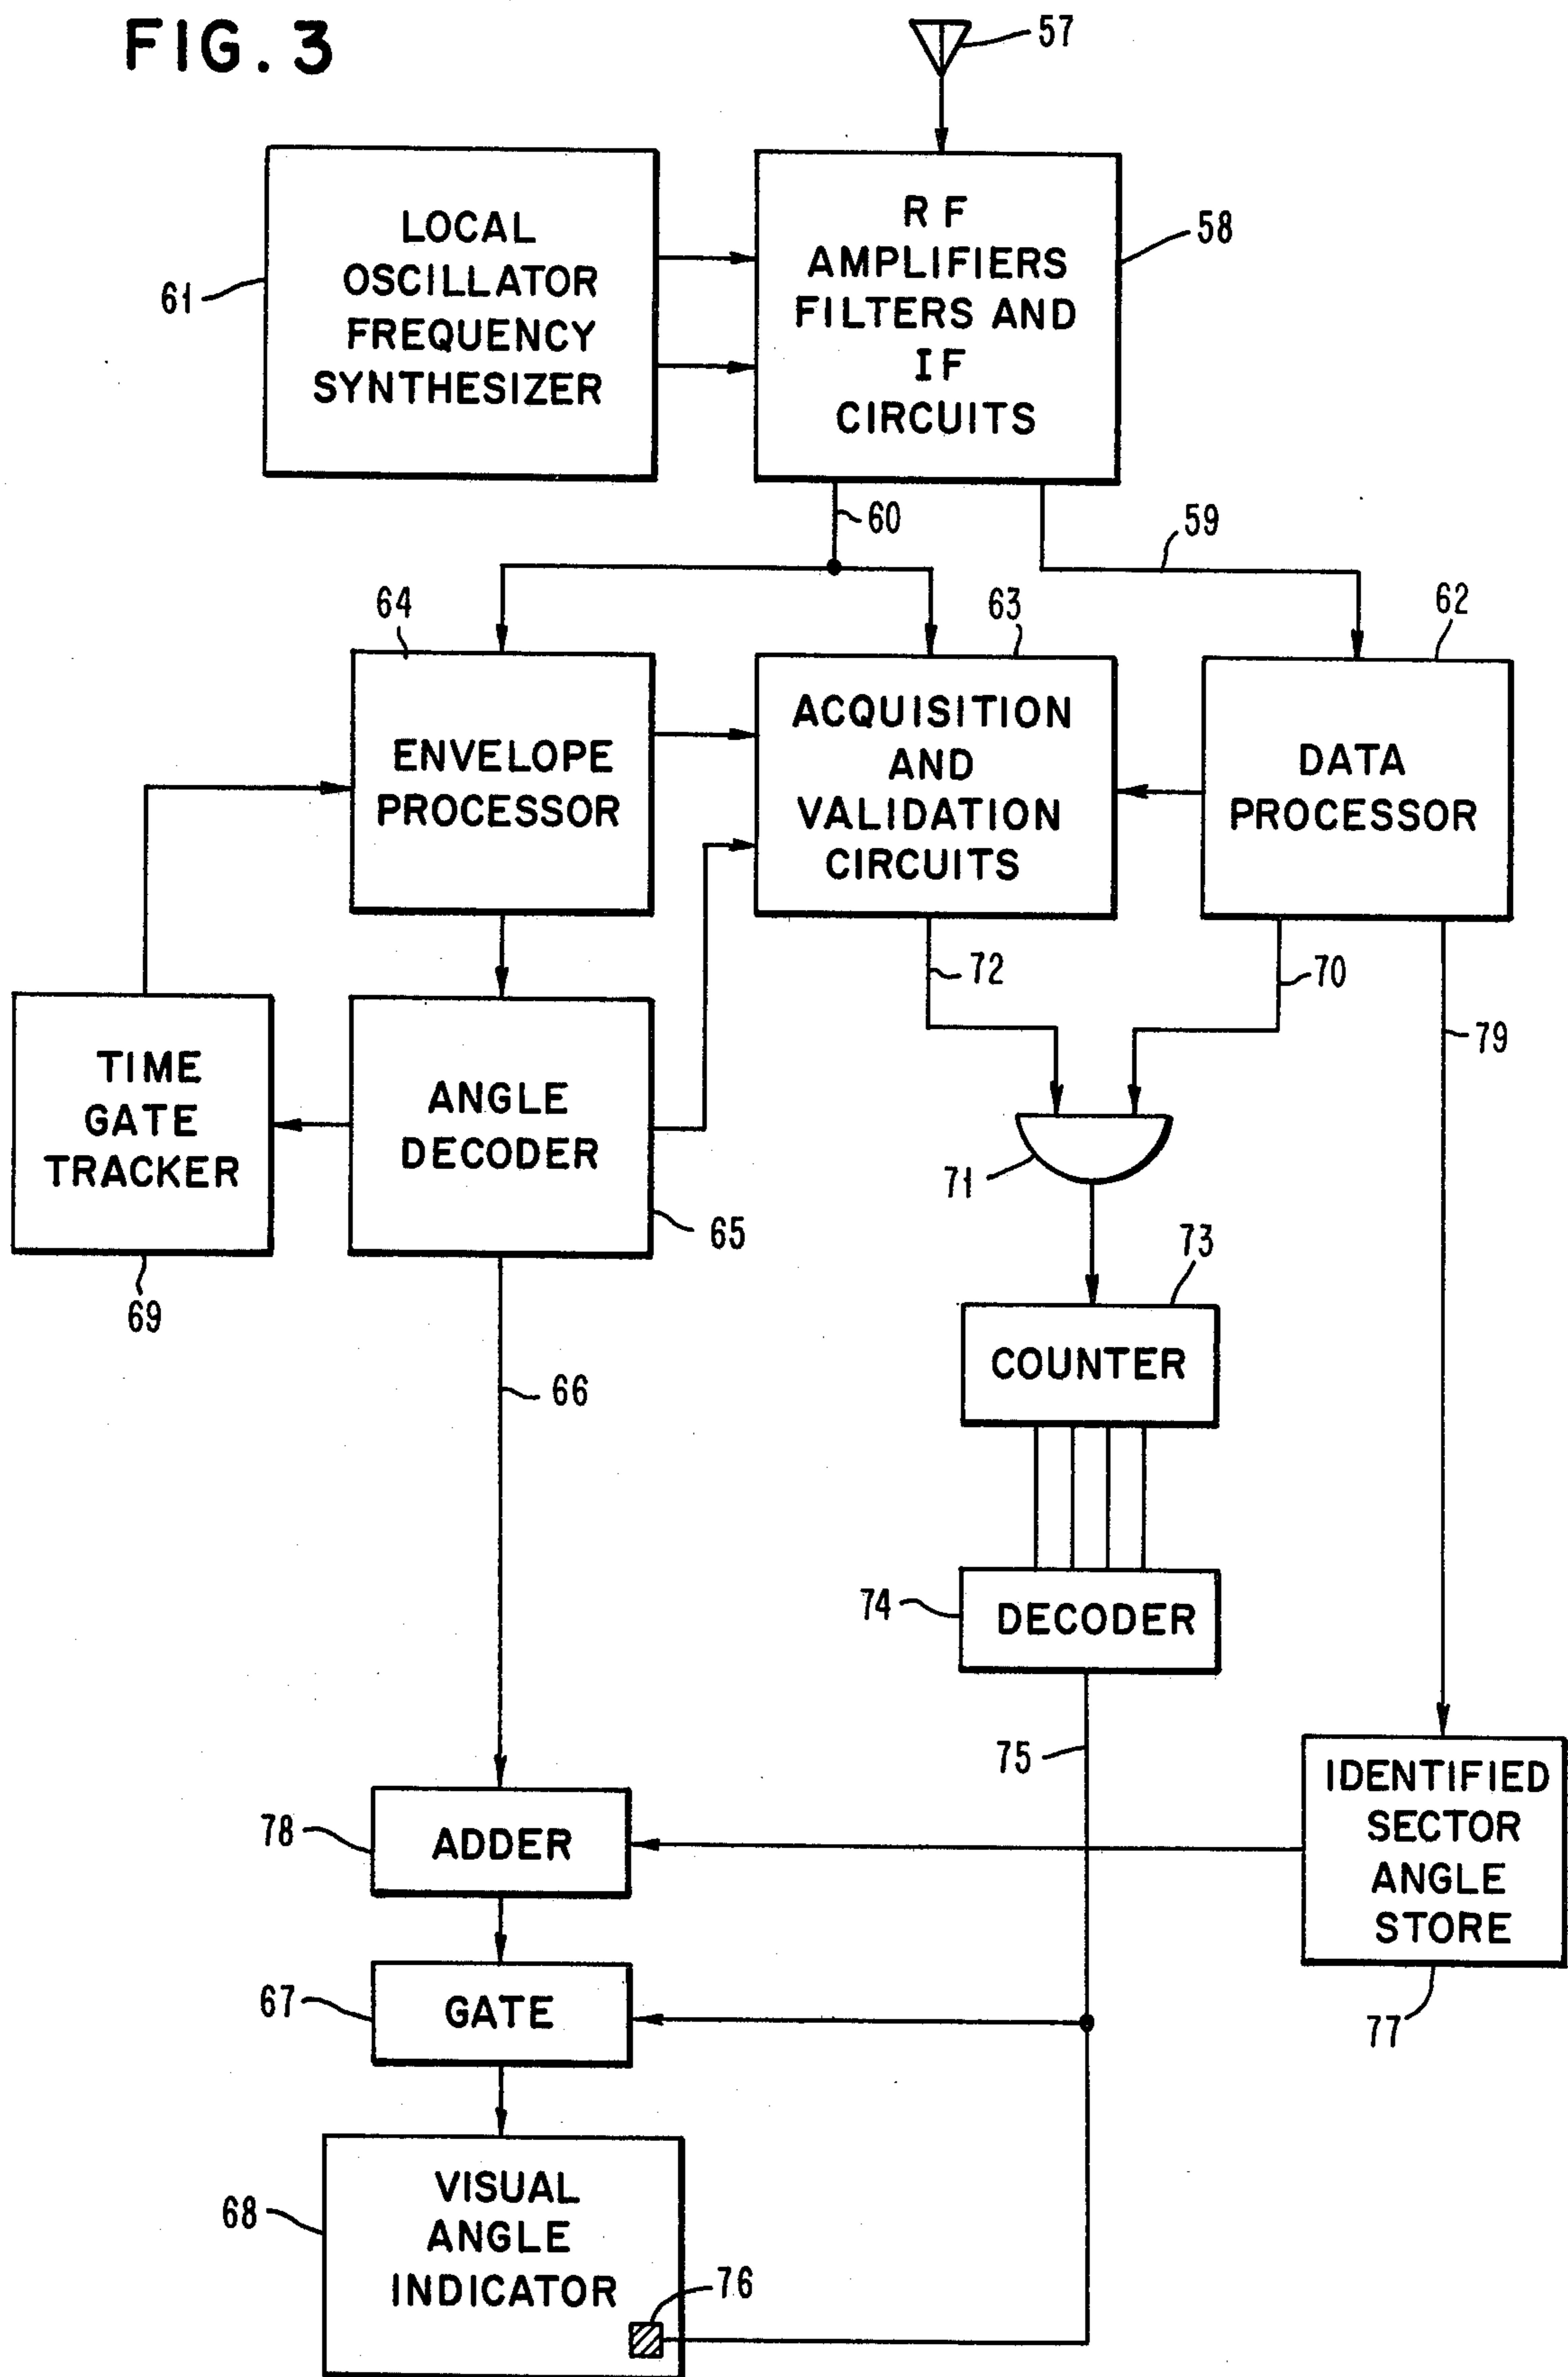 FIG. 3
57
LOCAL
OSCILLATOR
FREQUENCY
SYNTHESIZER
61
RF
AMPLIFIERS
FILTERS AND
IF
CIRCUITS
58
60
59
64
63
62
ENVELOPE
PROCESSOR
ACQUISITION
AND
VALIDATION
CIRCUITS
DATA
PROCESSOR
72
70
79
TIME
GATE
TRACKER
69
ANGLE
DECODER
65
71
73
COUNTER
66
74
DECODER
75
IDENTIFIED
SECTOR
ANGLE
STORE
77
78
ADDER
67
GATE
68
VISUAL
ANGLE
INDICATOR
76